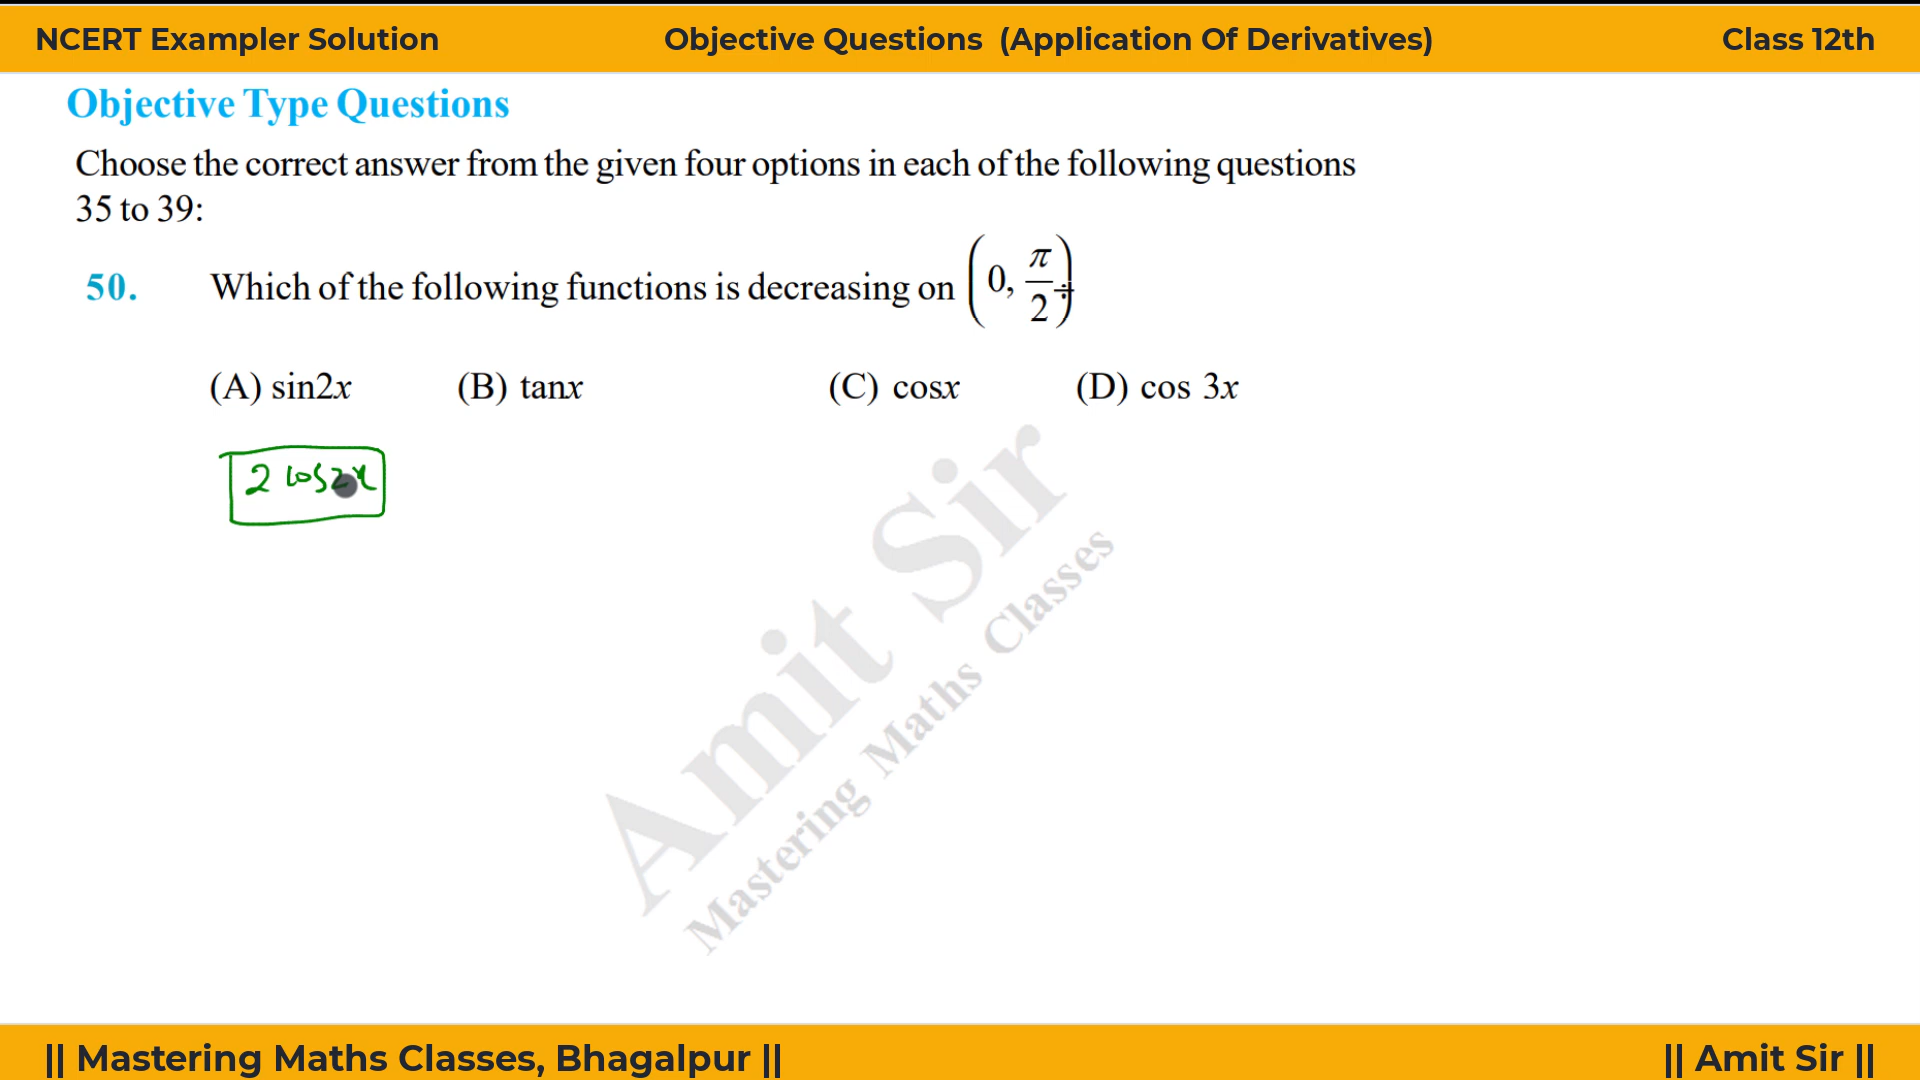 NCERT Exampler Solution Objective Questions (Application Of Derivatives) Class 12th
Objective Type Questions
Choose the correct answer from the given four options in each of the following questions
35 to 39:
50. Which of the following functions is decreasing on (0, π/2)
(A) sin2x (B) tanx (C) cosx (D) cos 3x
2 cos2x
Amit Sir
Mastering Maths Classes
|| Mastering Maths Classes, Bhagalpur || || Amit Sir ||